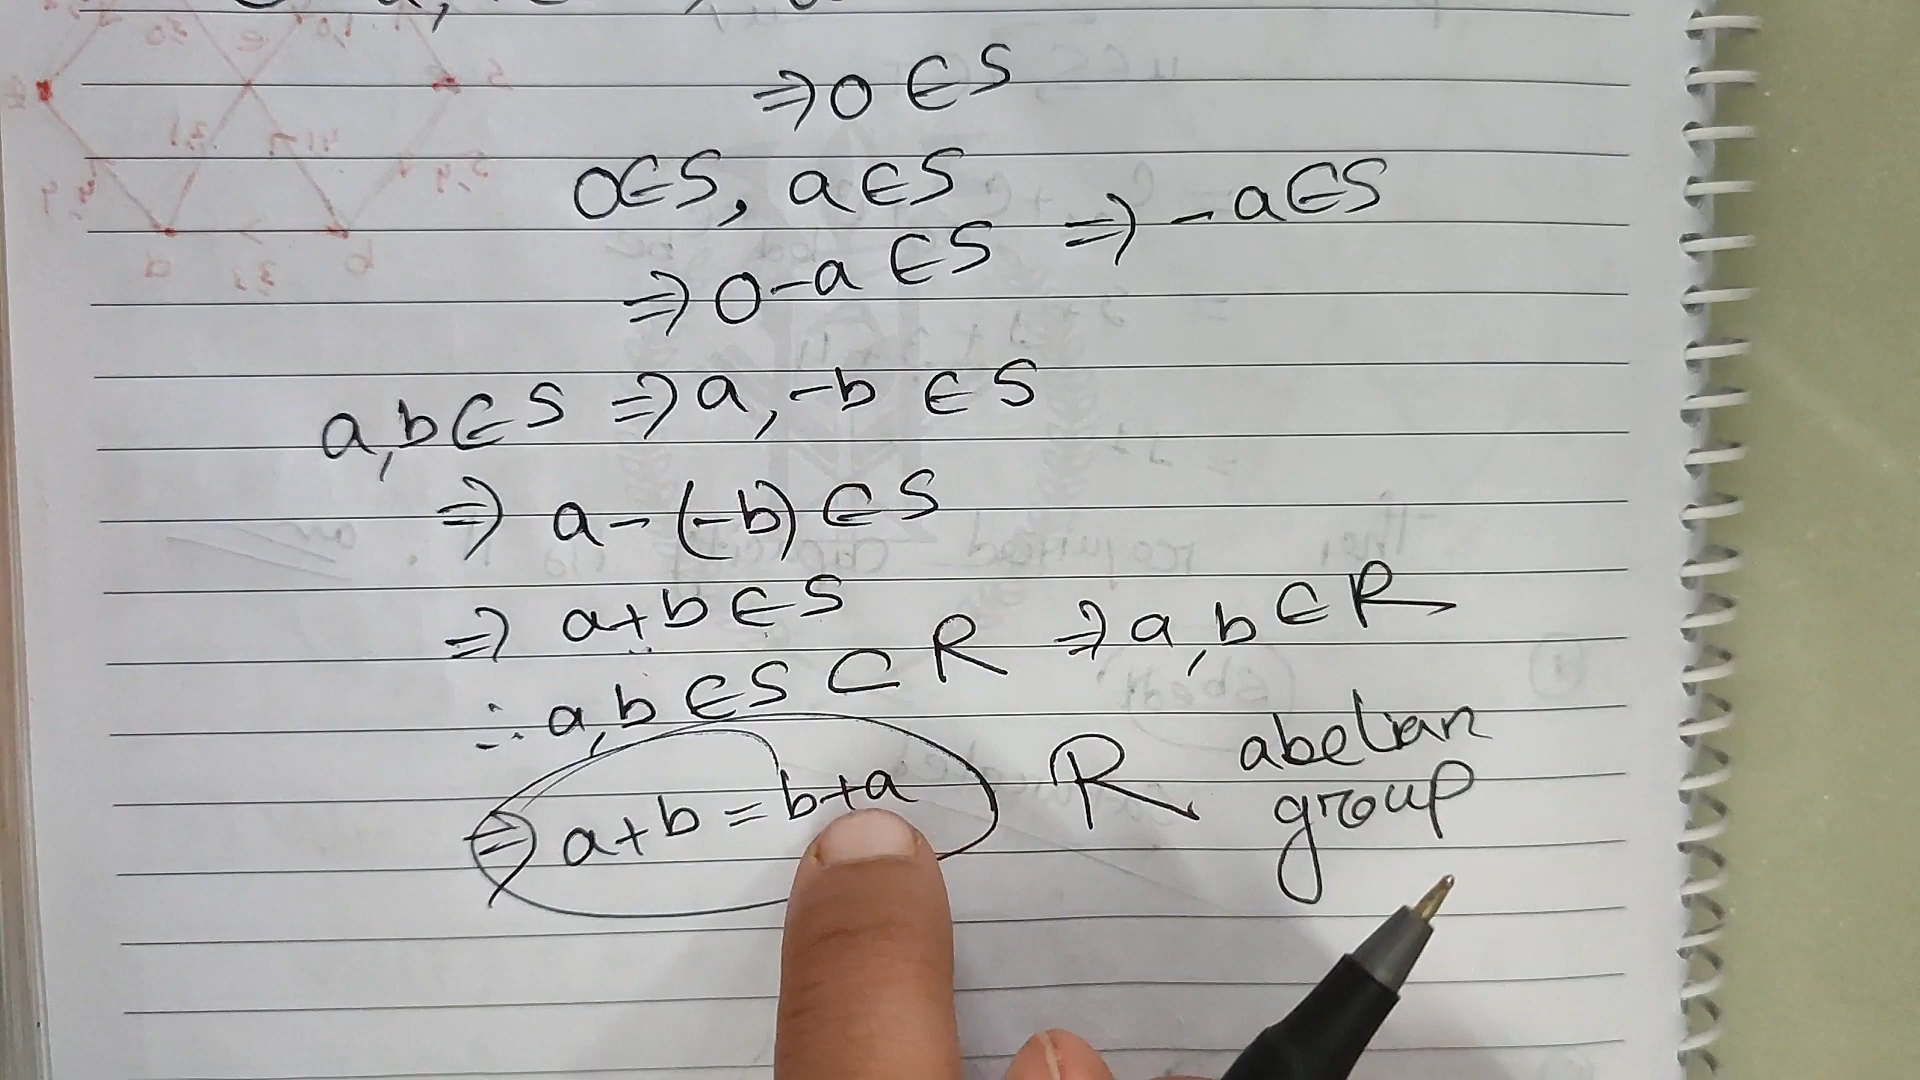 ⇒ 0 ∈ S
0 ∈ S, a ∈ S
⇒ 0 - a ∈ S ⇒ - a ∈ S
a, b ∈ S ⇒ a, -b ∈ S
⇒ a - (-b) ∈ S
⇒ a + b ∈ S
∴ a, b ∈ S ⊂ R ⇒ a, b ∈ R
⇒ a + b = b + a R abelian
group